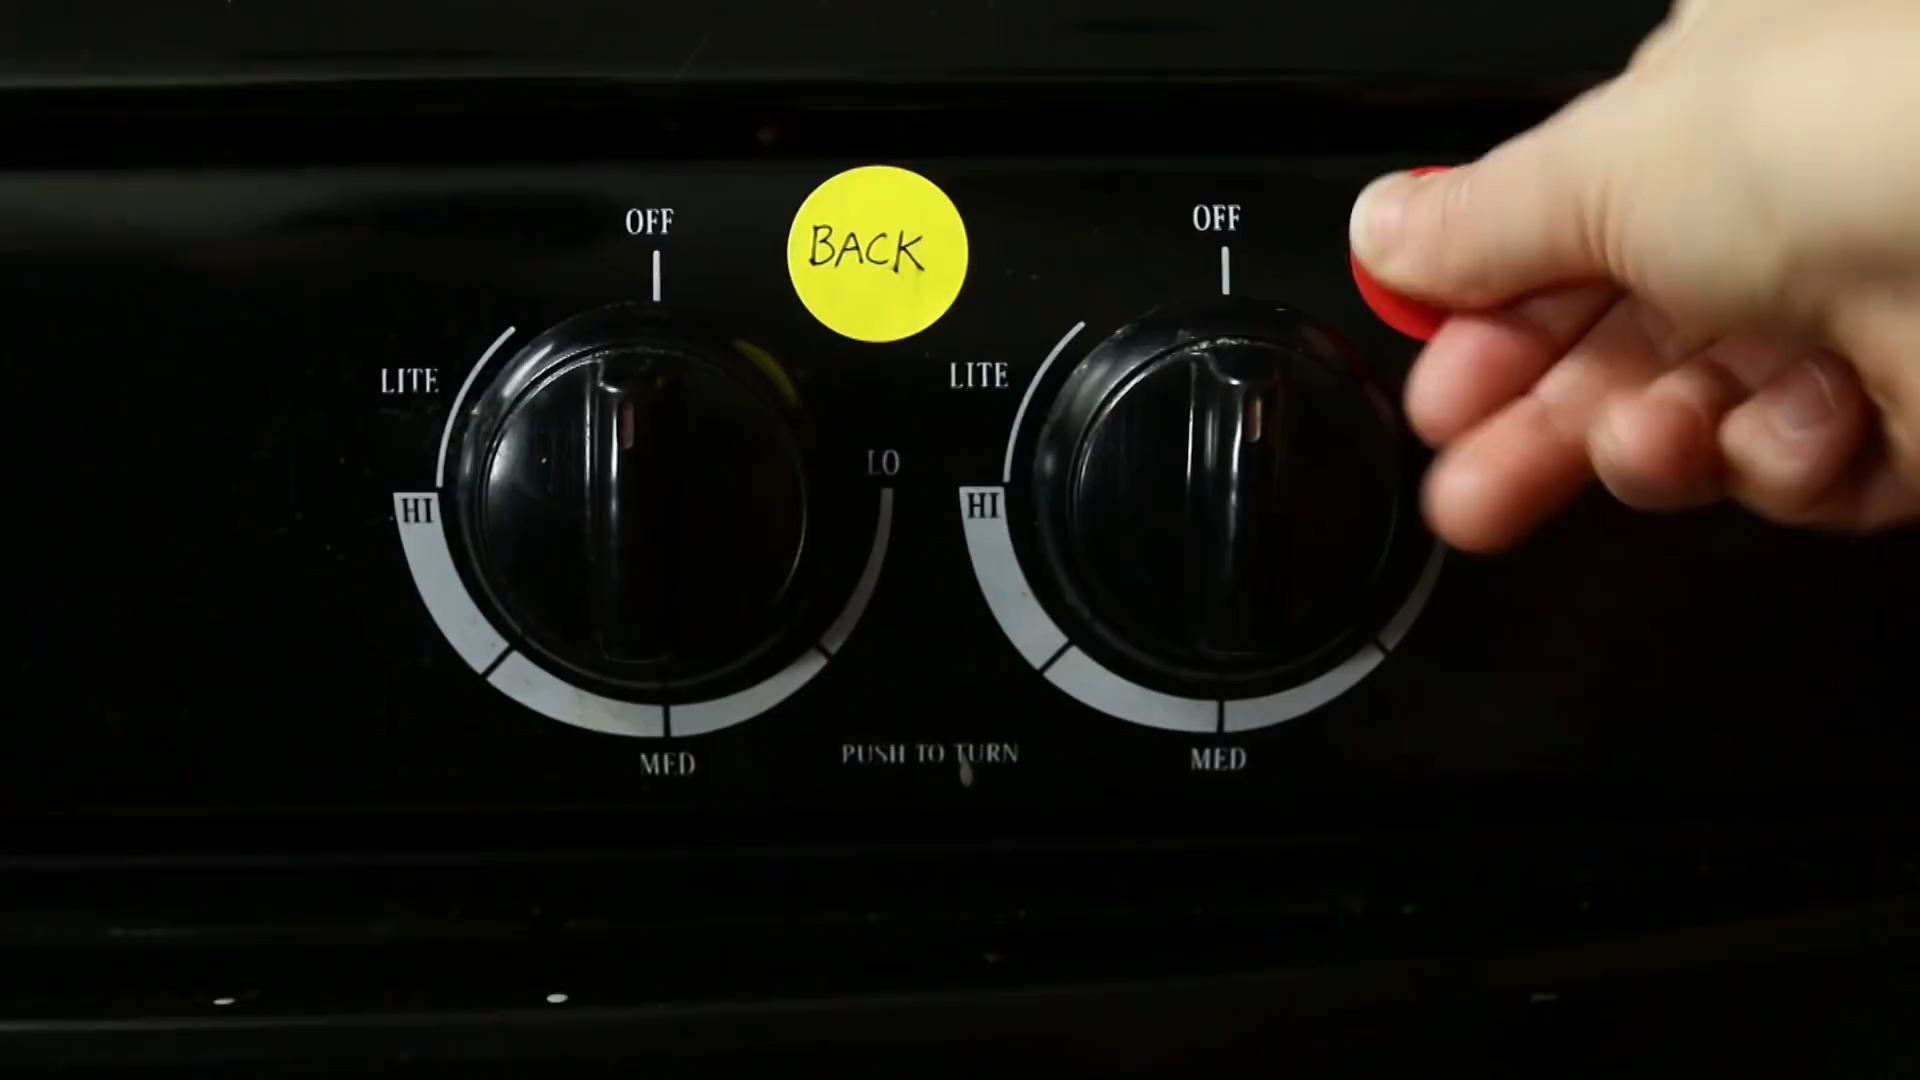 OFF
BACK
OFF
LITE
LITE
LO
HI
HI
MED
PUSH TO TURN
MED